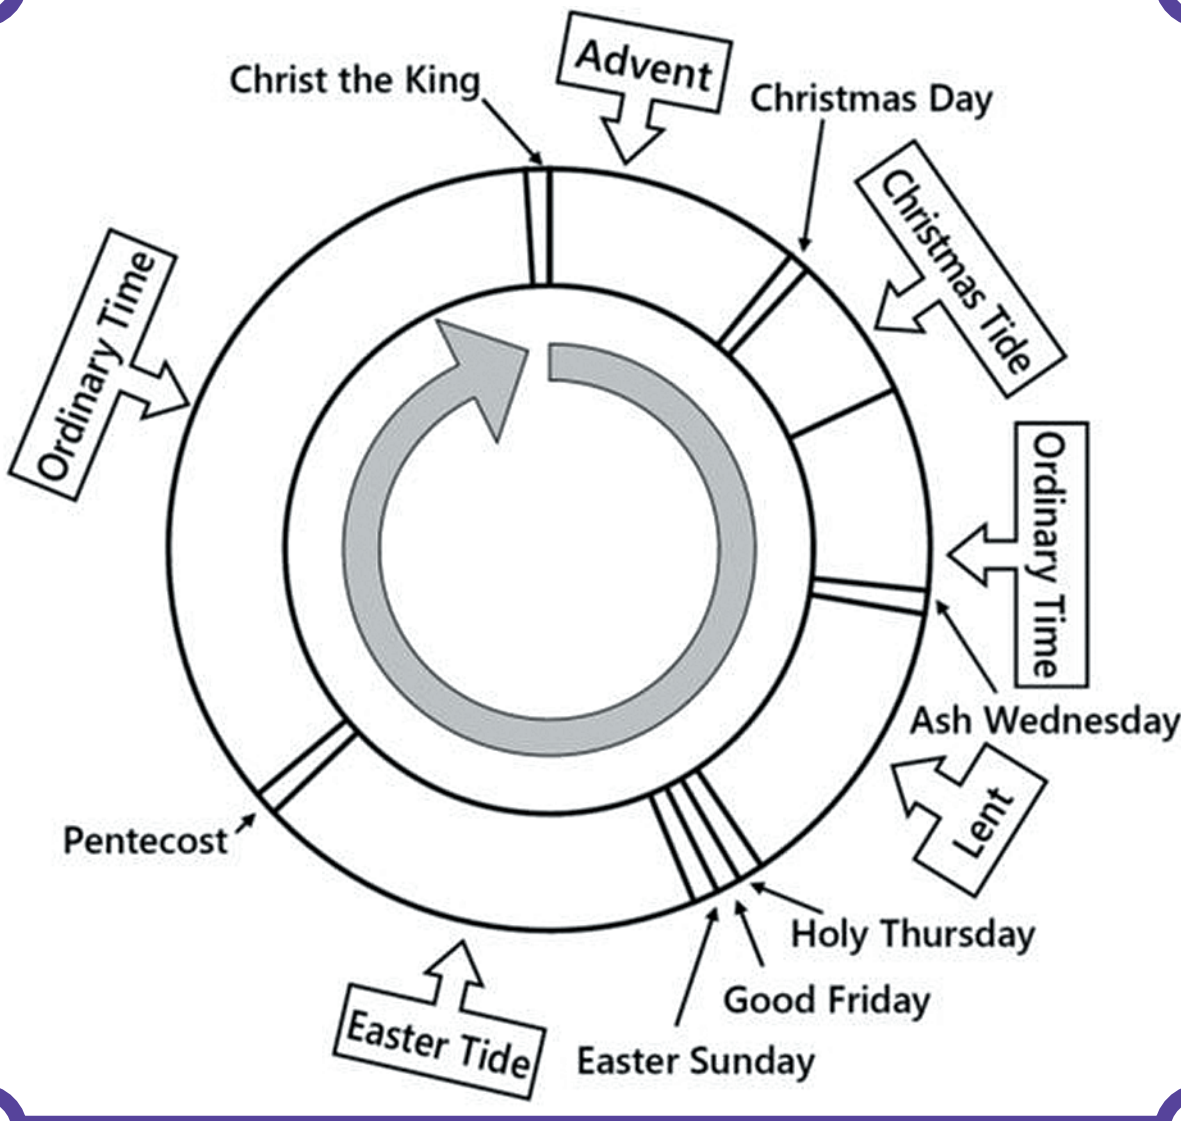 Advent
Christ the King
Christmas Day
Christmas Tide
Ordinary Time
Ordinary Time
Ash Wednesday
Lent
Pentecost
Holy Thursday
Good Friday
Easter Tide
Easter Sunday